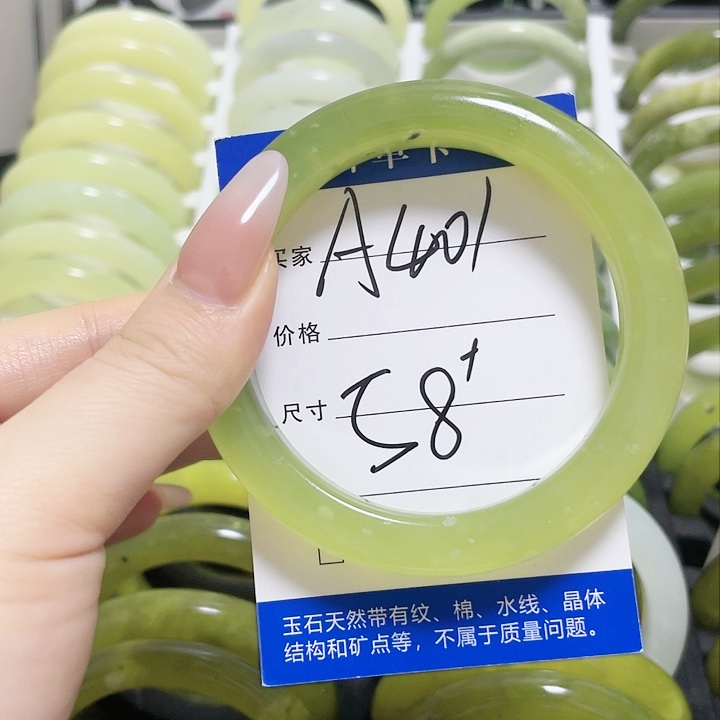 买家 A4001
价格
尺寸 58+
玉石天然带有纹、棉、水线、晶体
结构和矿点等，不属于质量问题。